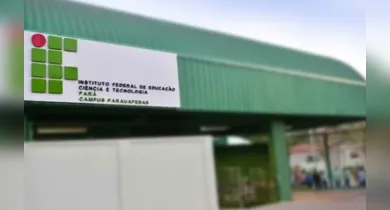 INSTITUTO FEDERAL DE EDUCAÇÃO
CIÊNCIA E TECNOLOGIA
PARÁ
CAMPUS PARAUAPEBAS